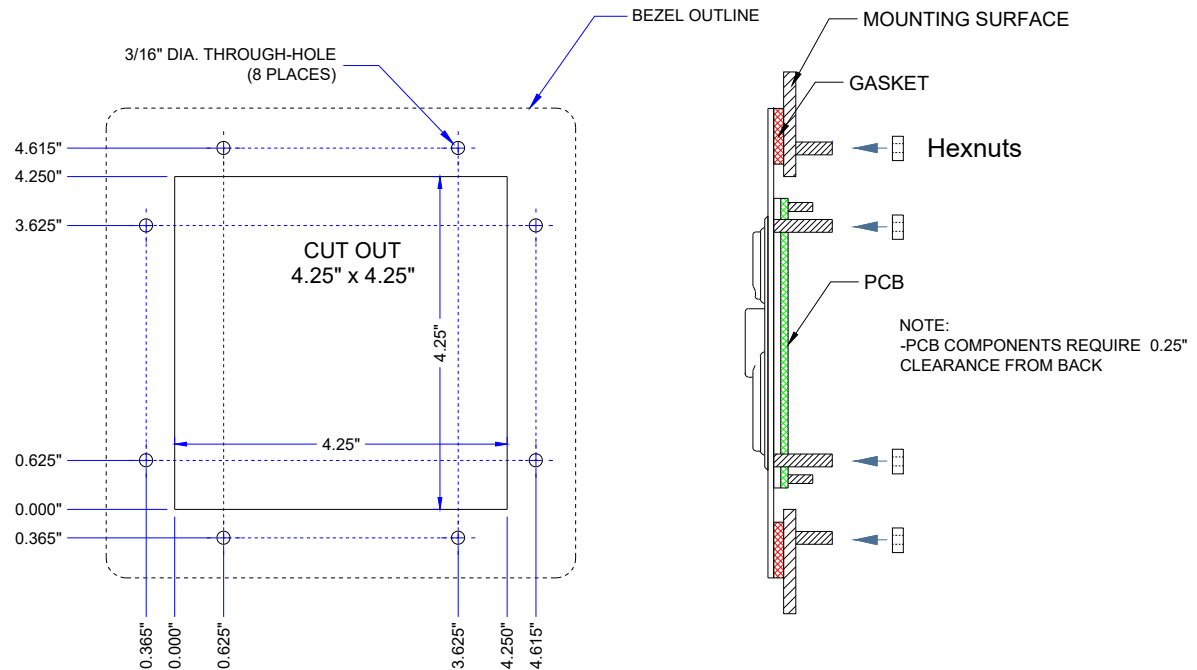 BEZEL OUTLINE
MOUNTING SURFACE
3/16" DIA. THROUGH-HOLE
(8 PLACES)
GASKET
4.615"
Hexnuts
4.250"
3.625"
CUT OUT
4.25" x 4.25"
PCB
NOTE:
-PCB COMPONENTS REQUIRE 0.25"
CLEARANCE FROM BACK
4.25"
4.25"
0.625"
0.000"
0.365"
0.365"
0.000"
0.625"
3.625"
4.250"
4.615"